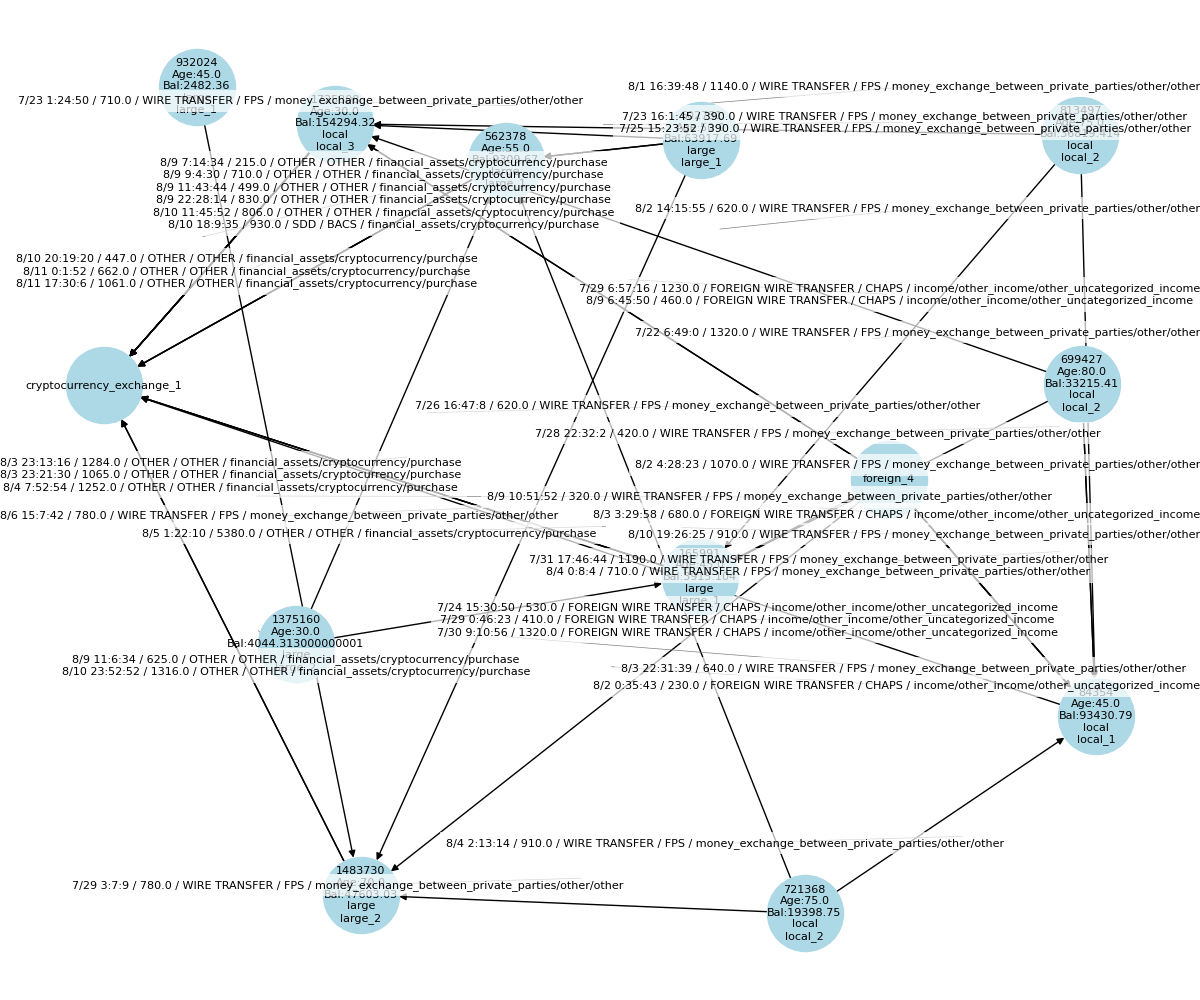 932024
Age:45.0
Bal:2482.36
large_1
7/23 1:24:50 / 710.0 / WIRE TRANSFER / FPS / money_exchange_between_private_parties/other/other
Age:30.0
Bal:154294.32
local
local_3
562378
Age:55.0
8/1 16:39:48 / 1140.0 / WIRE TRANSFER / FPS / money_exchange_between_private_parties/other/other
7/23 16:1:45 / 390.0 / WIRE TRANSFER / FPS / money_exchange_between_private_parties/other/other
7/25 15:23:52 / 390.0 / WIRE TRANSFER / FPS / money_exchange_between_private_parties/other/other
Bal:63917.69
large
large_1
813497
local
local_2
8/9 7:14:34 / 215.0 / OTHER / OTHER / financial_assets/cryptocurrency/purchase
8/9 9:4:30 / 710.0 / OTHER / OTHER / financial_assets/cryptocurrency/purchase
8/9 11:43:44 / 499.0 / OTHER / OTHER / financial_assets/cryptocurrency/purchase
8/9 22:28:14 / 830.0 / OTHER / OTHER / financial_assets/cryptocurrency/purchase
8/10 11:45:52 / 806.0 / OTHER / OTHER / financial_assets/cryptocurrency/purchase
8/10 18:9:35 / 930.0 / SDD / BACS / financial_assets/cryptocurrency/purchase
8/2 14:15:55 / 620.0 / WIRE TRANSFER / FPS / money_exchange_between_private_parties/other/other
8/10 20:19:20 / 447.0 / OTHER / OTHER / financial_assets/cryptocurrency/purchase
8/11 0:1:52 / 662.0 / OTHER / OTHER / financial_assets/cryptocurrency/purchase
8/11 17:30:6 / 1061.0 / OTHER / OTHER / financial_assets/cryptocurrency/purchase
7/29 6:57:16 / 1230.0 / FOREIGN WIRE TRANSFER / CHAPS / income/other_income/other_uncategorized_income
8/9 6:45:50 / 460.0 / FOREIGN WIRE TRANSFER / CHAPS / income/other_income/other_uncategorized_income
7/22 6:49:0 / 1320.0 / WIRE TRANSFER / FPS / money_exchange_between_private_parties/other/other
cryptocurrency_exchange_1
699427
Age:80.0
Bal:33215.41
local
local_2
7/26 16:47:8 / 620.0 / WIRE TRANSFER / FPS / money_exchange_between_private_parties/other/other
7/28 22:32:2 / 420.0 / WIRE TRANSFER / FPS / money_exchange_between_private_parties/other/other
8/3 23:13:16 / 1284.0 / OTHER / OTHER / financial_assets/cryptocurrency/purchase
8/3 23:21:30 / 1065.0 / OTHER / OTHER / financial_assets/cryptocurrency/purchase
8/4 7:52:54 / 1252.0 / OTHER / OTHER / financial_assets/cryptocurrency/purchase
8/2 4:28:23 / 1070.0 / WIRE TRANSFER / FPS / money_exchange_between_private_parties/other/other
foreign_4
8/9 10:51:52 / 320.0 / WIRE TRANSFER / FPS / money_exchange_between_private_parties/other/other
8/6 15:7:42 / 780.0 / WIRE TRANSFER / FPS / money_exchange_between_private_parties/other/other
8/3 3:29:58 / 680.0 / FOREIGN WIRE TRANSFER / CHAPS / income/other_income/other_uncategorized_income
8/5 1:22:10 / 5380.0 / OTHER / OTHER / financial_assets/cryptocurrency/purchase
8/10 19:26:25 / 910.0 / WIRE TRANSFER / FPS / money_exchange_between_private_parties/other/other
7/31 17:46:44 / 1190.0 / WIRE TRANSFER / FPS / money_exchange_between_private_parties/other/other
8/4 0:8:4 / 710.0 / WIRE TRANSFER / FPS / money_exchange_between_private_parties/other/other
large
large_1
7/24 15:30:50 / 530.0 / FOREIGN WIRE TRANSFER / CHAPS / income/other_income/other_uncategorized_income
7/29 0:46:23 / 410.0 / FOREIGN WIRE TRANSFER / CHAPS / income/other_income/other_uncategorized_income
7/30 9:10:56 / 1320.0 / FOREIGN WIRE TRANSFER / CHAPS / income/other_income/other_uncategorized_income
1375160
Age:30.0
Bal:4044.313000000001
large
8/9 11:6:34 / 625.0 / OTHER / OTHER / financial_assets/cryptocurrency/purchase
8/10 23:52:52 / 1316.0 / OTHER / OTHER / financial_assets/cryptocurrency/purchase
8/3 22:31:39 / 640.0 / WIRE TRANSFER / FPS / money_exchange_between_private_parties/other/other
8/2 0:35:43 / 230.0 / FOREIGN WIRE TRANSFER / CHAPS / income/other_income/other_uncategorized_income
84354
Age:45.0
Bal:93430.79
local
local_1
8/4 2:13:14 / 910.0 / WIRE TRANSFER / FPS / money_exchange_between_private_parties/other/other
1483730
Age:70.0
7/29 3:7:9 / 780.0 / WIRE TRANSFER / FPS / money_exchange_between_private_parties/other/other
Bal:47603.03
large
large_2
721368
Age:75.0
Bal:19398.75
local
local_2